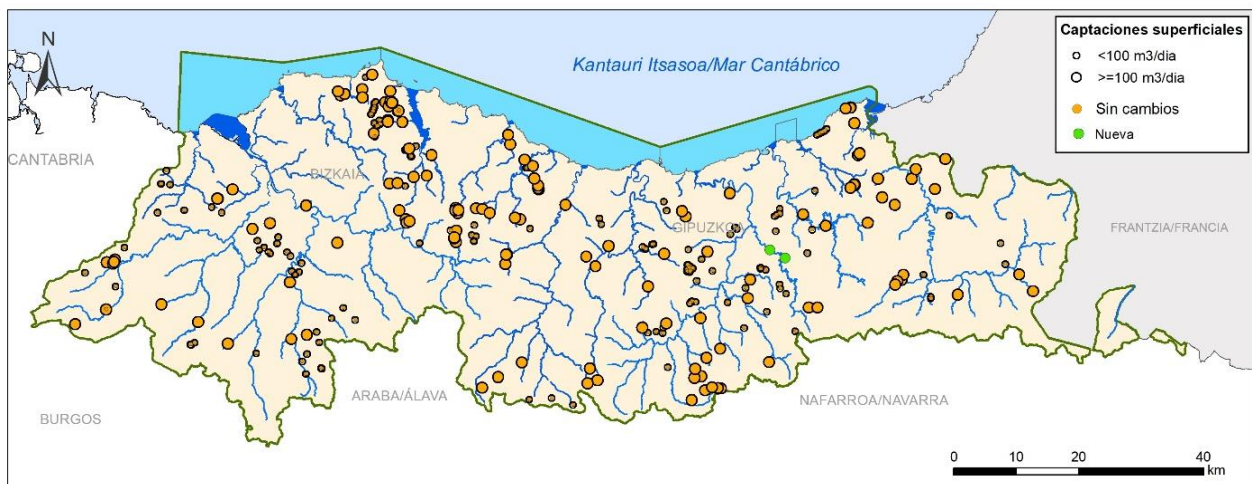 N
Kantauri Itsasoa/Mar Cantábrico
Captaciones superficiales
<100 m3/dia
>=100 m3/dia
Sin cambios
Nueva
CANTABRIA
BIZKAIA
GIPUZKOA
FRANTZIA/FRANCIA
ARABA/ÁLAVA
NAFARROA/NAVARRA
BURGOS
0 10 20 40
km